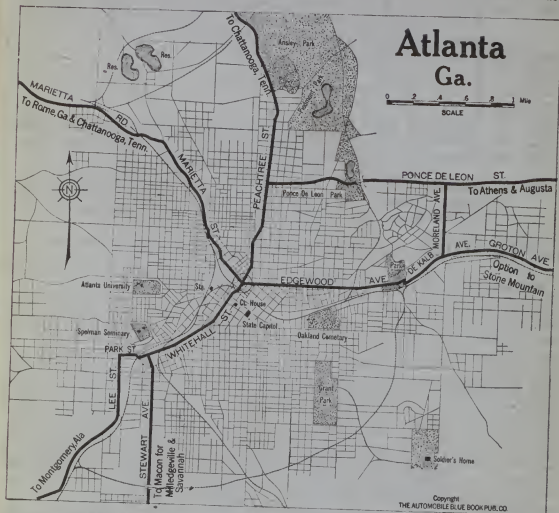 Atlanta
Ga.
0 .2 .4 .6 .8 1 Mile
SCALE
To Chattanooga, Tenn.
Ansley Park
Res.
Res.
MARIETTA RD.
To Rome, Ga & Chattanooga, Tenn.
MARIETTA ST.
PEACHTREE ST.
N
PONCE DE LEON ST.
To Athens & Augusta
Ponce De Leon Park
MORELAND AVE.
DE KALB AVE.
GROTON AVE
Option to
Stone Mountain
Park
EDGEWOOD AVE
Atlanta University
Sta.
Ct. House
State Capitol
Oakland Cemetery
Spelman Seminary
PARK ST.
WHITEHALL ST.
LEE ST.
STEWART AVE
Grant
Park
Soldier's Home
To Montgomery, Ala
To Macon for
Milledgeville &
Savannah
Copyright
THE AUTOMOBILE BLUE BOOK PUB. CO